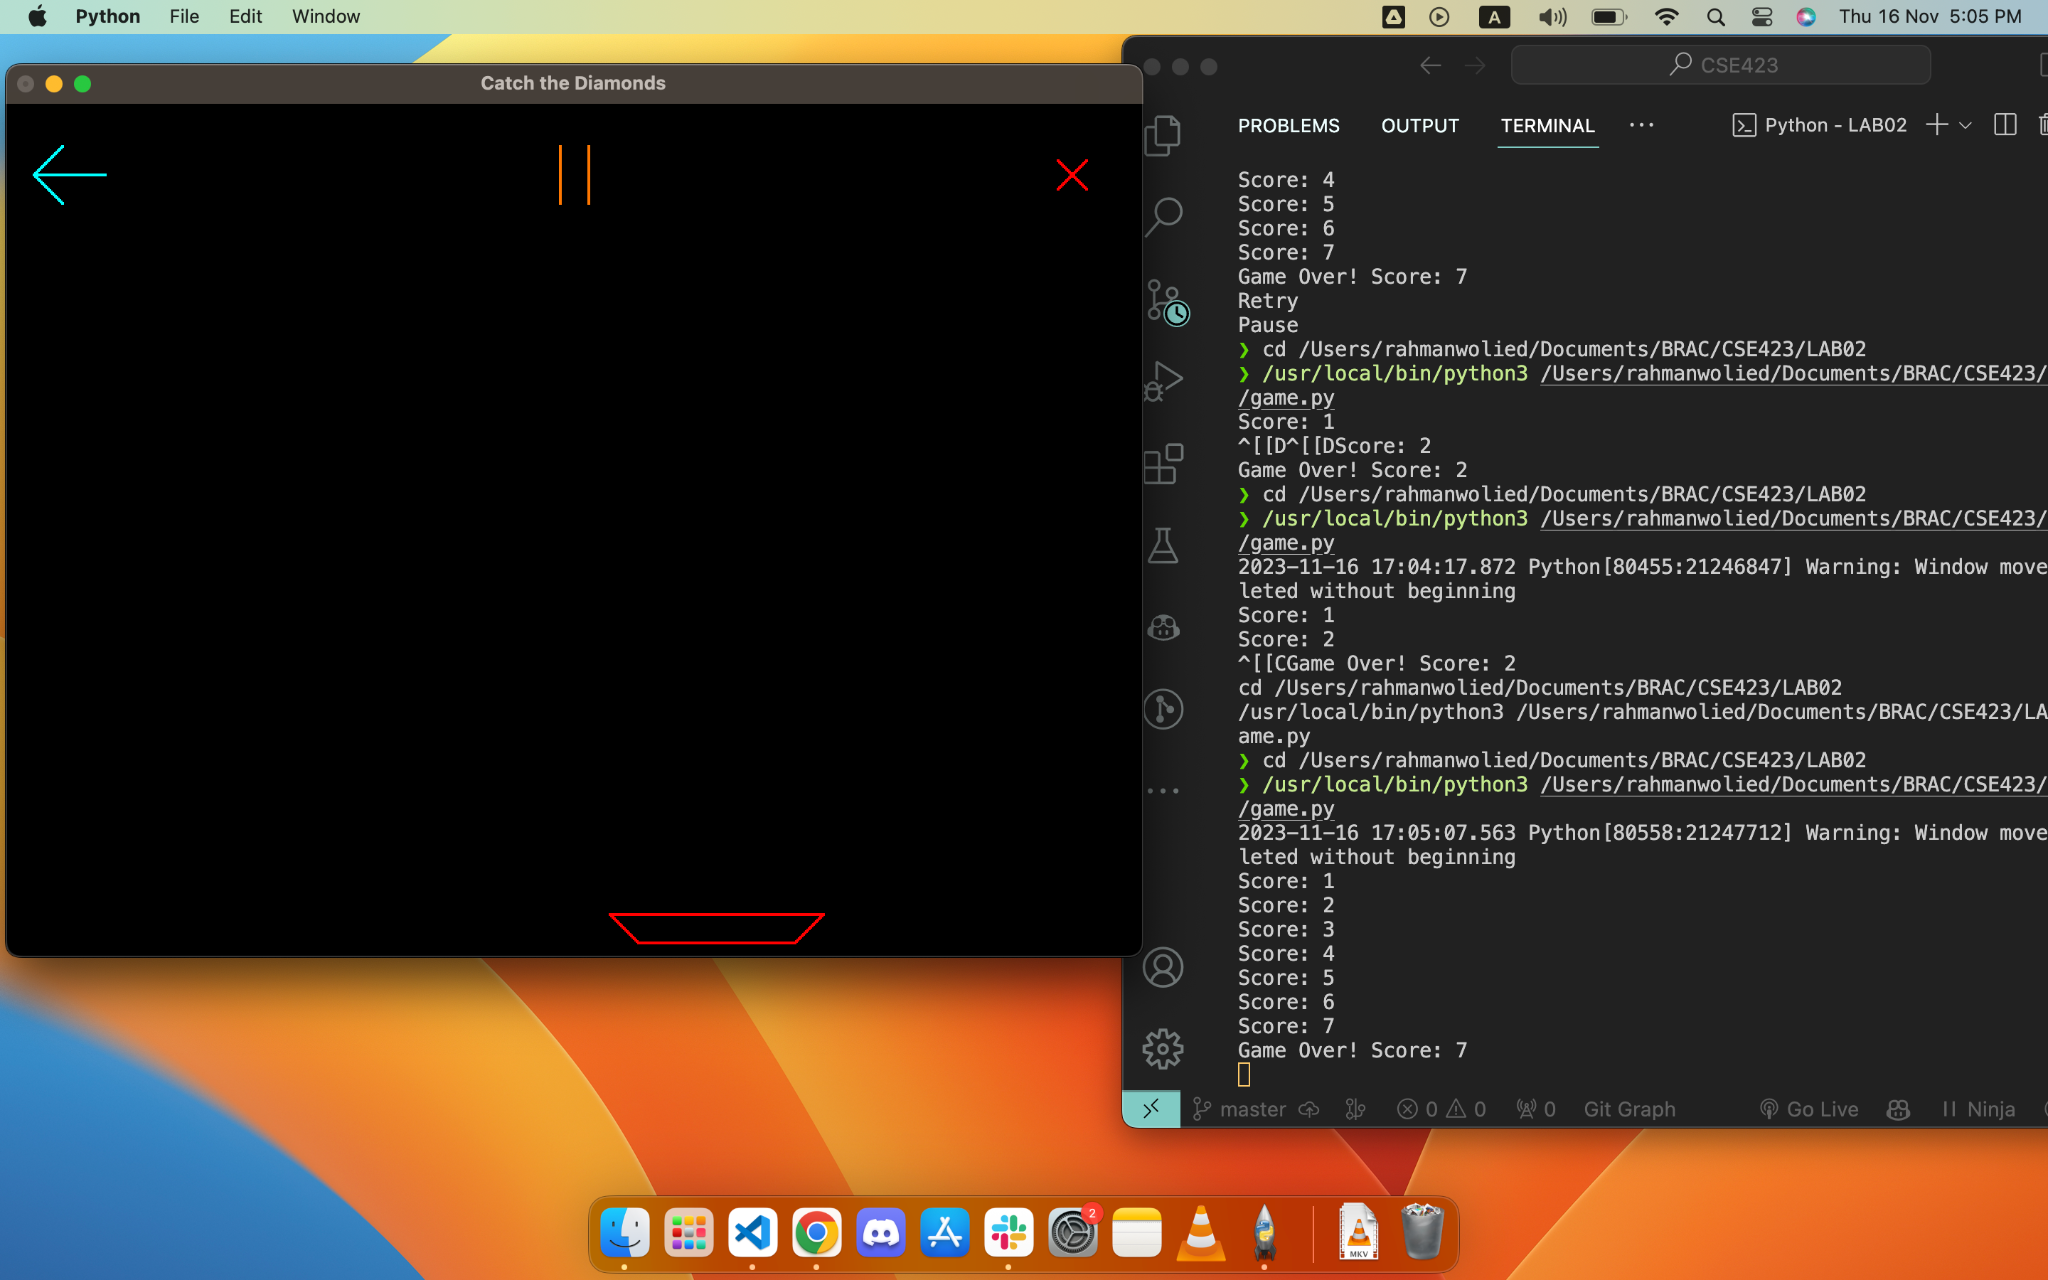 Python File Edit Window
A
Thu 16 Nov 5:05 PM
Catch the Diamonds
CSE423
PROBLEMS OUTPUT TERMINAL ···
Python - LAB02
Score: 4
Score: 5
Score: 6
Score: 7
Game Over! Score: 7
Retry
Pause
❯ cd /Users/rahmanwolied/Documents/BRAC/CSE423/LAB02
❯ /usr/local/bin/python3 /Users/rahmanwolied/Documents/BRAC/CSE423/
/game.py
Score: 1
^[[D^[[DScore: 2
Game Over! Score: 2
❯ cd /Users/rahmanwolied/Documents/BRAC/CSE423/LAB02
❯ /usr/local/bin/python3 /Users/rahmanwolied/Documents/BRAC/CSE423/
/game.py
2023-11-16 17:04:17.872 Python[80455:21246847] Warning: Window move
leted without beginning
Score: 1
Score: 2
^[[CGame Over! Score: 2
cd /Users/rahmanwolied/Documents/BRAC/CSE423/LAB02
/usr/local/bin/python3 /Users/rahmanwolied/Documents/BRAC/CSE423/LA
ame.py
❯ cd /Users/rahmanwolied/Documents/BRAC/CSE423/LAB02
❯ /usr/local/bin/python3 /Users/rahmanwolied/Documents/BRAC/CSE423/
/game.py
2023-11-16 17:05:07.563 Python[80558:21247712] Warning: Window move
leted without beginning
Score: 1
Score: 2
Score: 3
Score: 4
Score: 5
Score: 6
Score: 7
Game Over! Score: 7
master 0 0 0 Git Graph Go Live Ninja
2
MKV